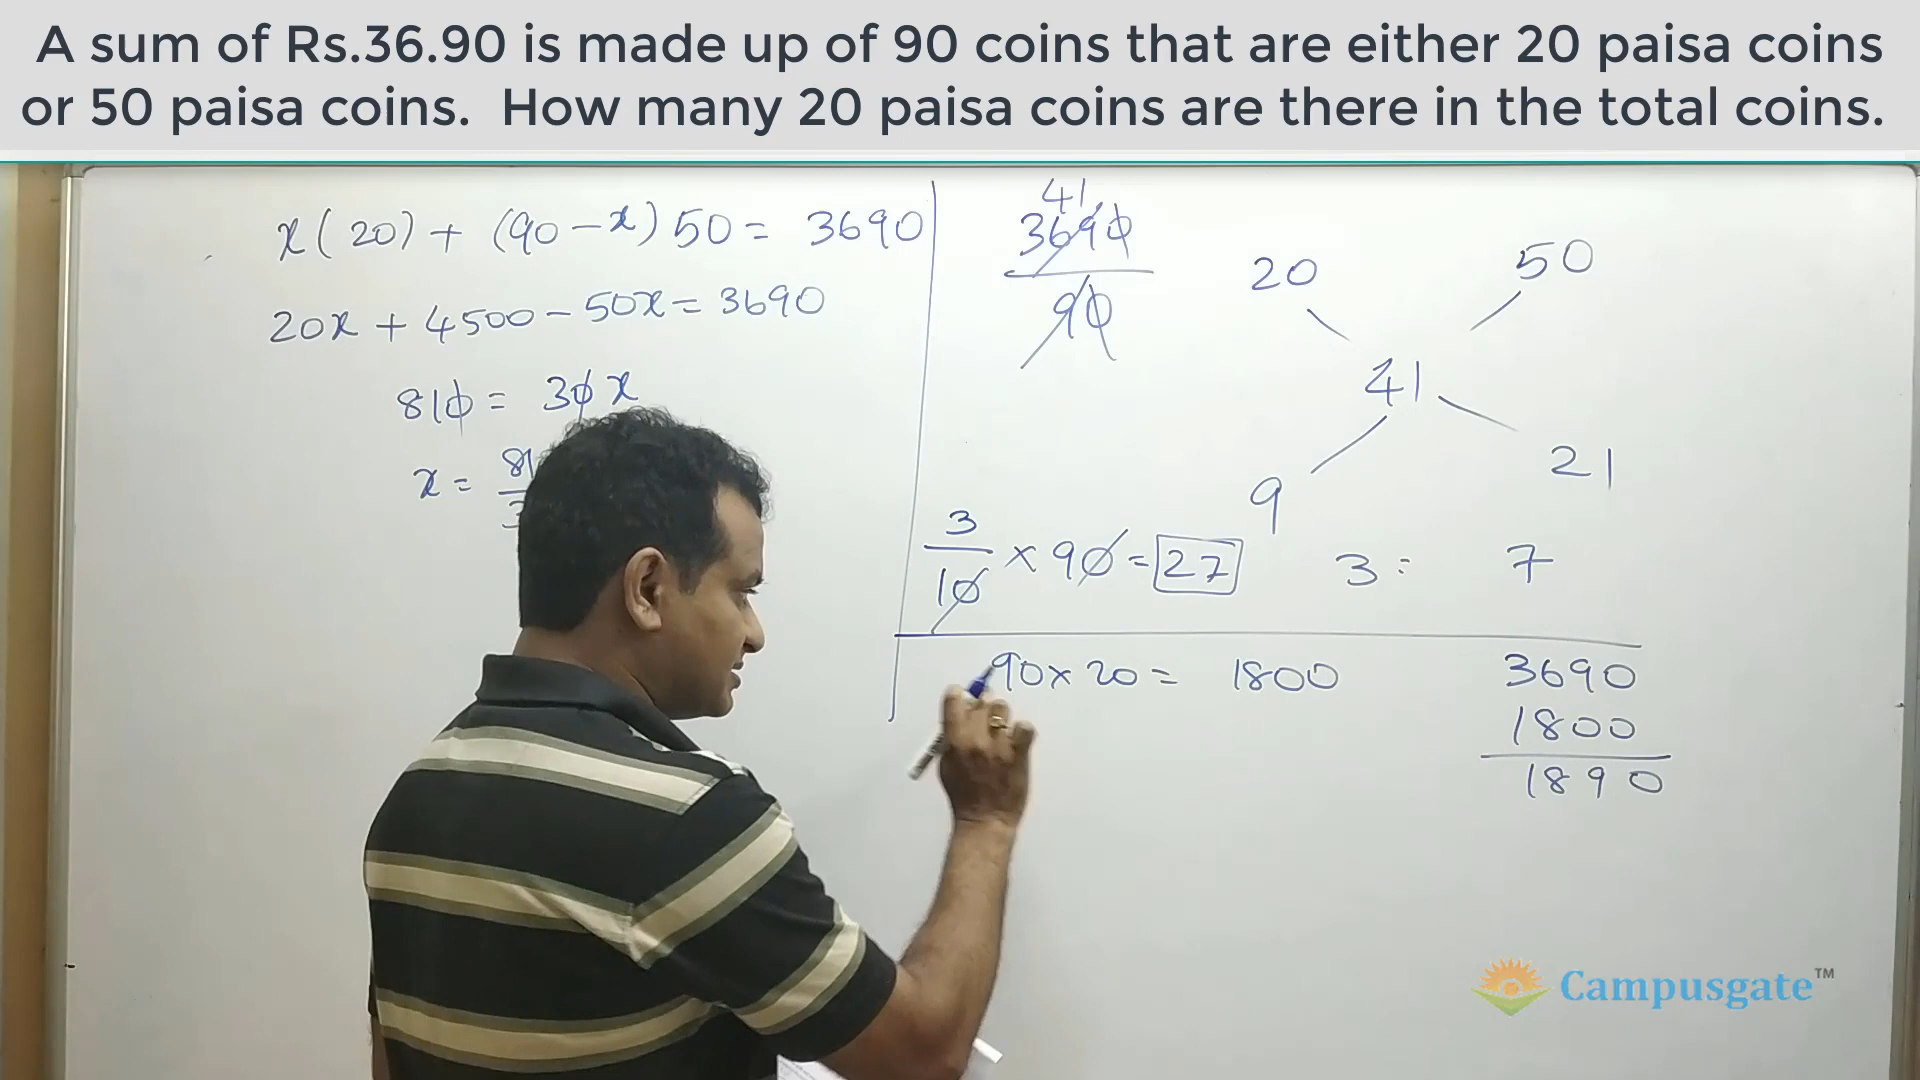 A sum of Rs.36.90 is made up of 90 coins that are either 20 paisa coins
or 50 paisa coins. How many 20 paisa coins are there in the total coins.
x(20) + (90-x)50 = 3690
20x + 4500 - 50x = 3690
810 = 30x
x = 81
41
3690
90
20 50
41
9 21
3 : 7
3/10 × 90 = 27
90 × 20 = 1800
3690
1800
1890
Campusgate™